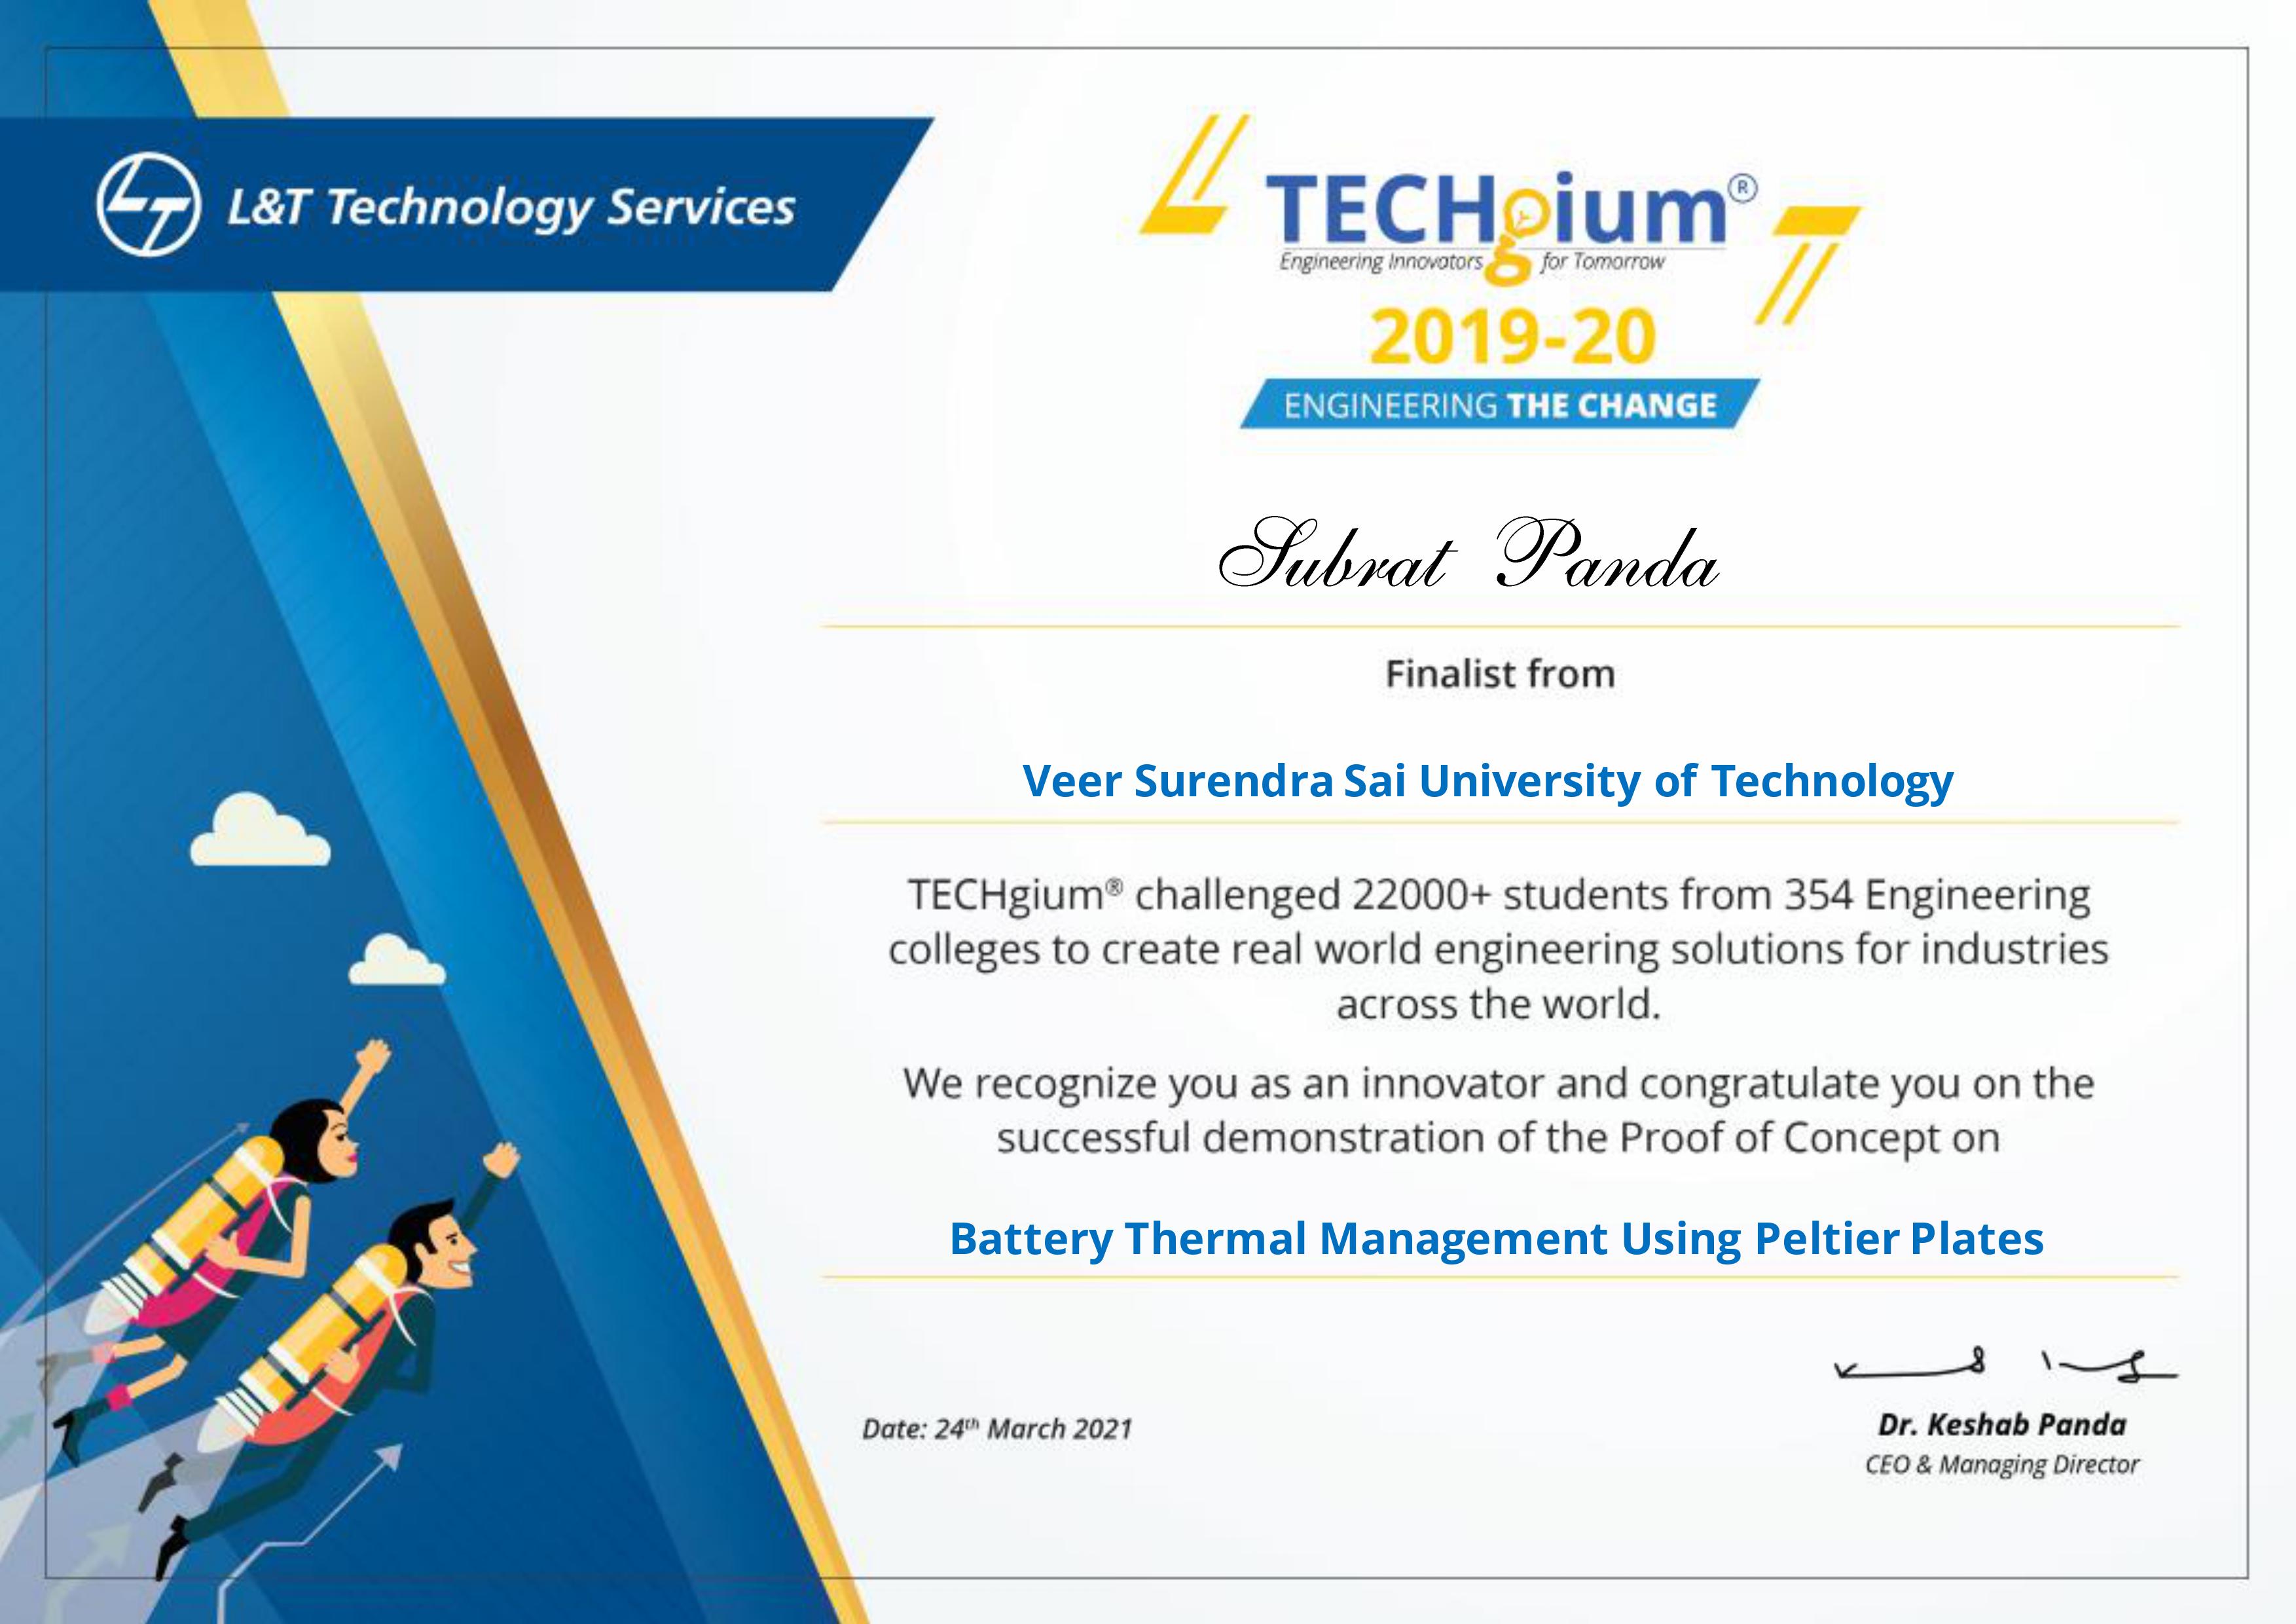 L&T Technology Services
TECHgium®
Engineering Innovators for Tomorrow
2019-20
ENGINEERING THE CHANGE
Subrat Panda
Finalist from
Veer Surendra Sai University of Technology
TECHgium® challenged 22000+ students from 354 Engineering
colleges to create real world engineering solutions for industries
across the world.
We recognize you as an innovator and congratulate you on the
successful demonstration of the Proof of Concept on
Battery Thermal Management Using Peltier Plates
Date: 24th March 2021
Dr. Keshab Panda
CEO & Managing Director